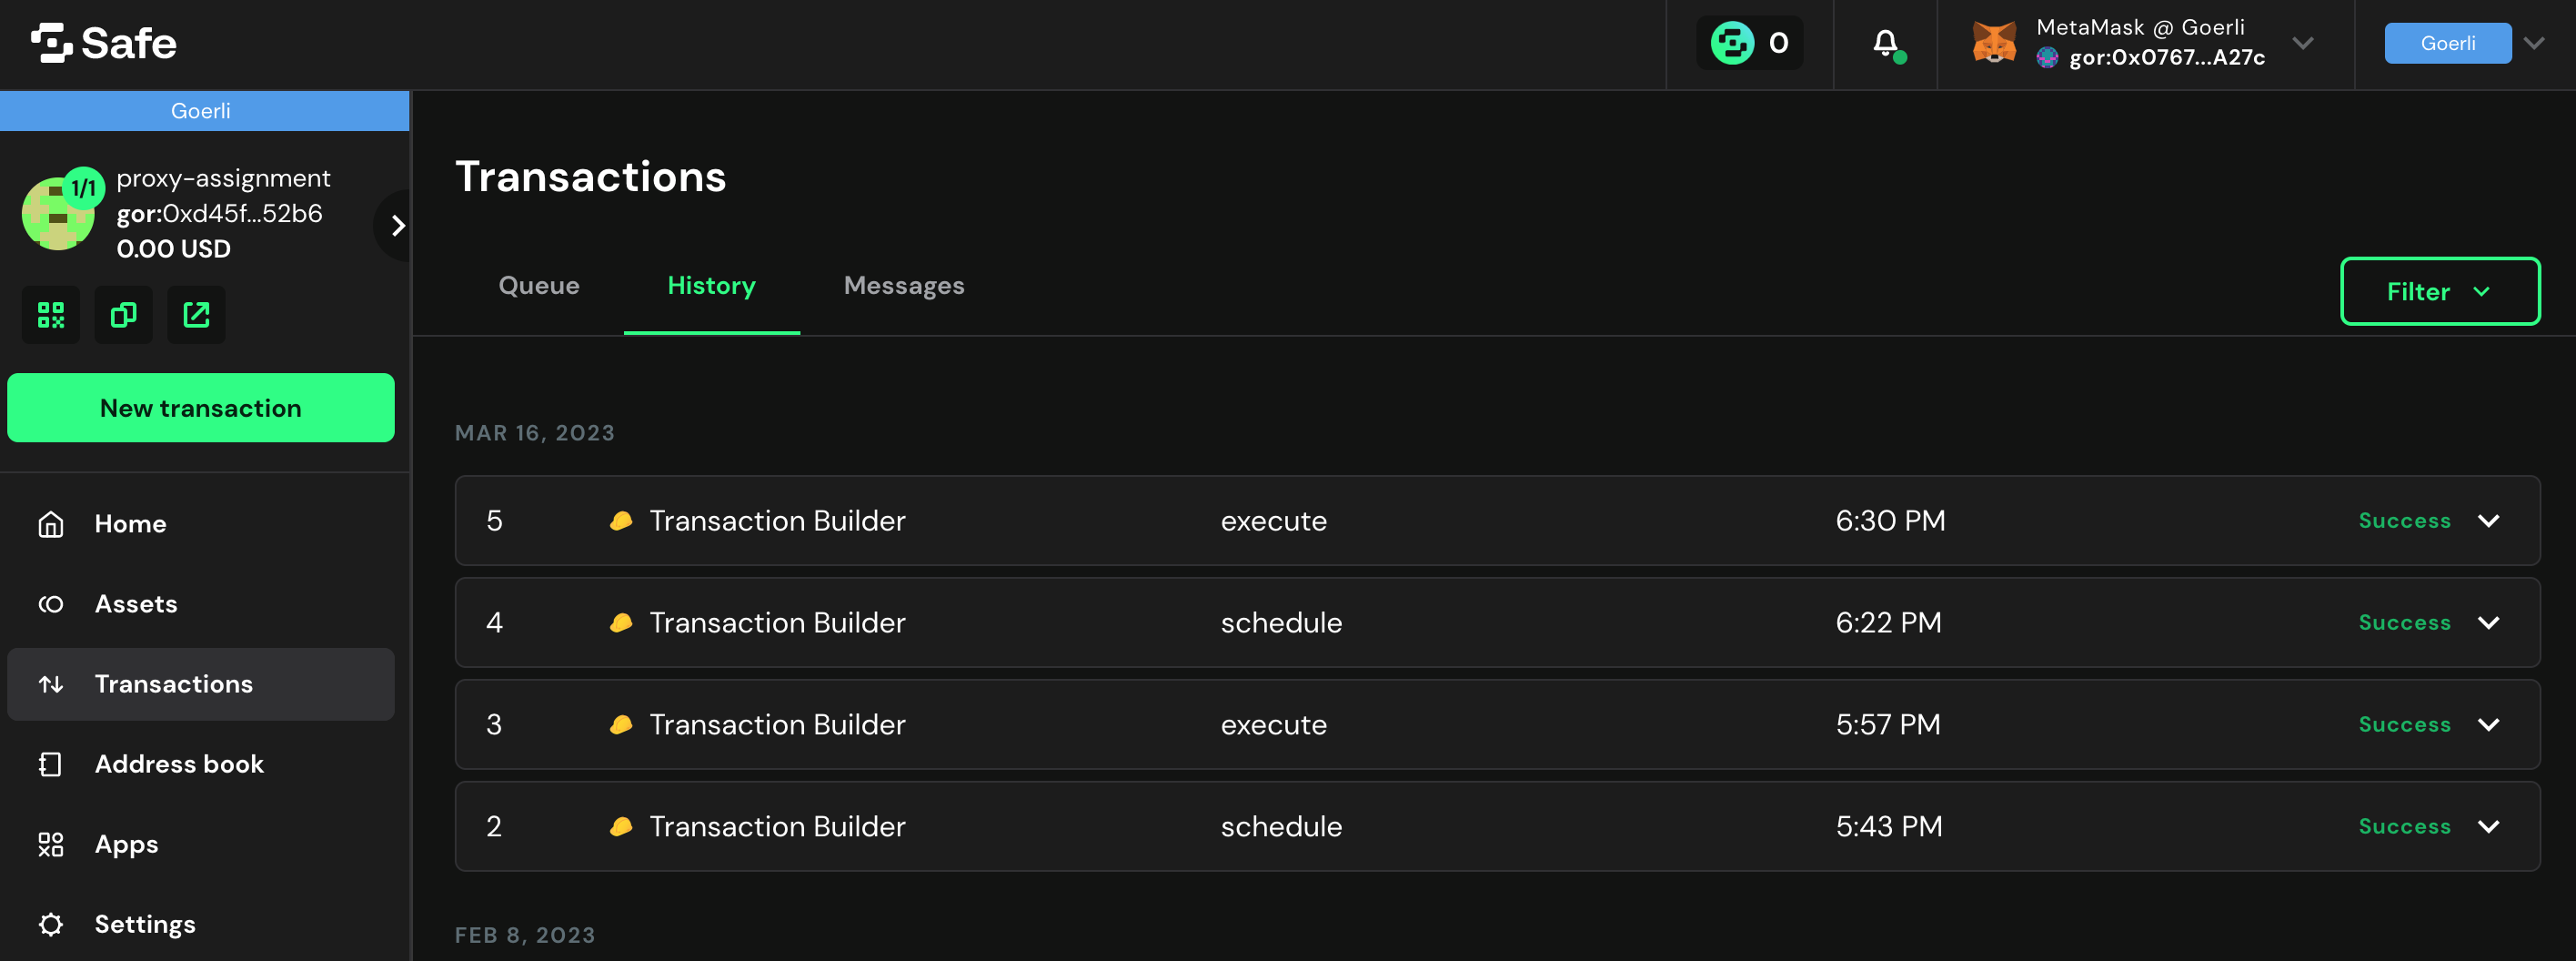 Safe
0
MetaMask @ Goerli
gor:0x0767...A27c
Goerli
Goerli
1/1
proxy-assignment
gor:0xd45f...52b6
0.00 USD
New transaction
Home
Assets
Transactions
Address book
Apps
Settings
Transactions
Queue
History
Messages
Filter
MAR 16, 2023
5 Transaction Builder execute 6:30 PM Success
4 Transaction Builder schedule 6:22 PM Success
3 Transaction Builder execute 5:57 PM Success
2 Transaction Builder schedule 5:43 PM Success
FEB 8, 2023